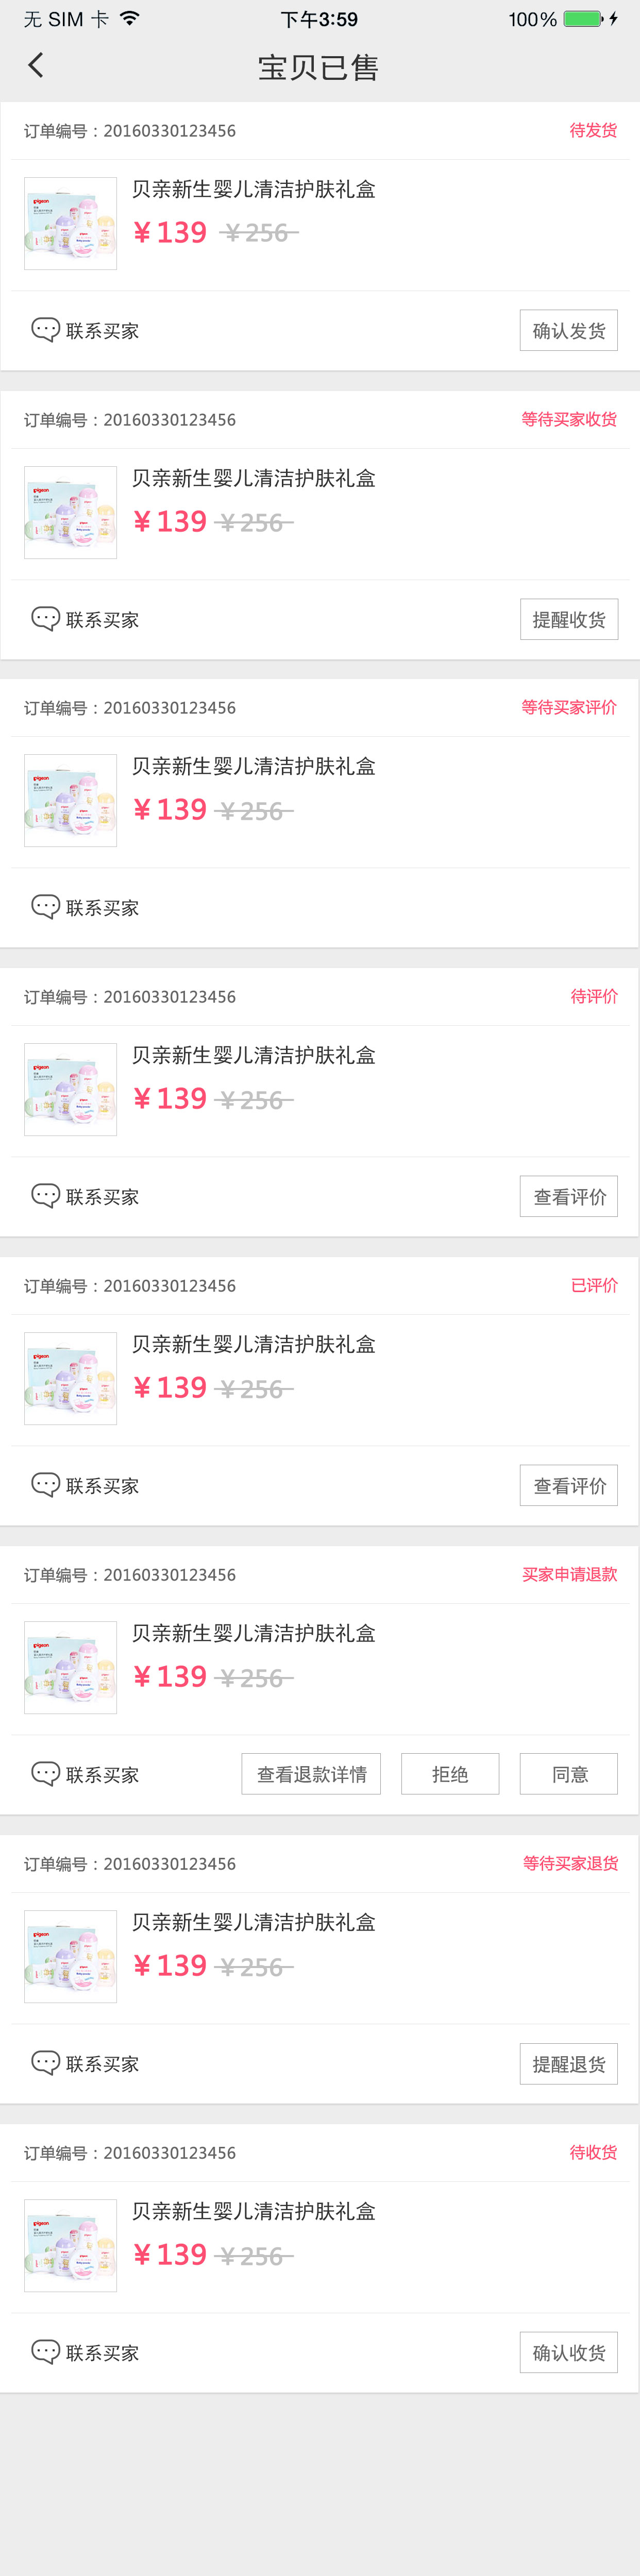 无 SIM 卡 下午3:59 100%
宝贝已售
订单编号：20160330123456 待发货
pigeon
贝亲新生婴儿清洁护肤礼盒
¥139 ¥256
联系买家 确认发货
订单编号：20160330123456 等待买家收货
pigeon
贝亲新生婴儿清洁护肤礼盒
¥139 ¥256
联系买家 提醒收货
订单编号：20160330123456 等待买家评价
pigeon
贝亲新生婴儿清洁护肤礼盒
¥139 ¥256
联系买家
订单编号：20160330123456 待评价
pigeon
贝亲新生婴儿清洁护肤礼盒
¥139 ¥256
联系买家 查看评价
订单编号：20160330123456 已评价
pigeon
贝亲新生婴儿清洁护肤礼盒
¥139 ¥256
联系买家 查看评价
订单编号：20160330123456 买家申请退款
pigeon
贝亲新生婴儿清洁护肤礼盒
¥139 ¥256
联系买家 查看退款详情 拒绝 同意
订单编号：20160330123456 等待买家退货
pigeon
贝亲新生婴儿清洁护肤礼盒
¥139 ¥256
联系买家 提醒退货
订单编号：20160330123456 待收货
pigeon
贝亲新生婴儿清洁护肤礼盒
¥139 ¥256
联系买家 确认收货